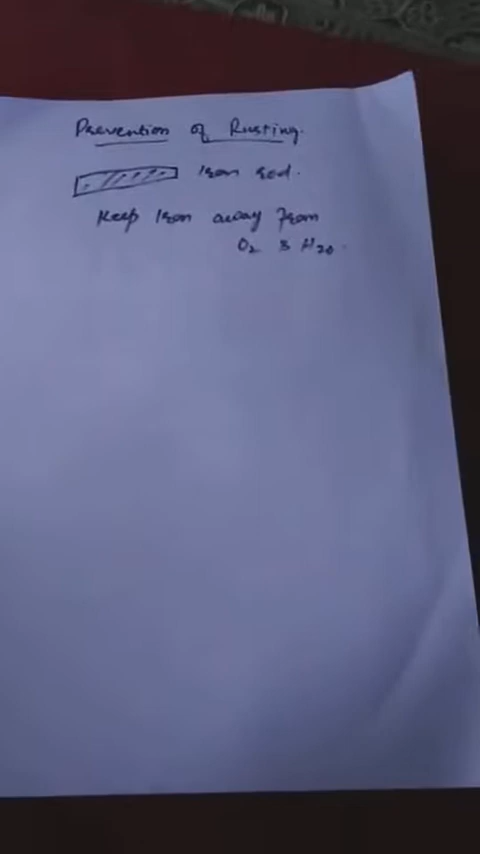 Prevention of Rusting.
Iron rod.
Keep Iron away from
O₂ & H₂O.